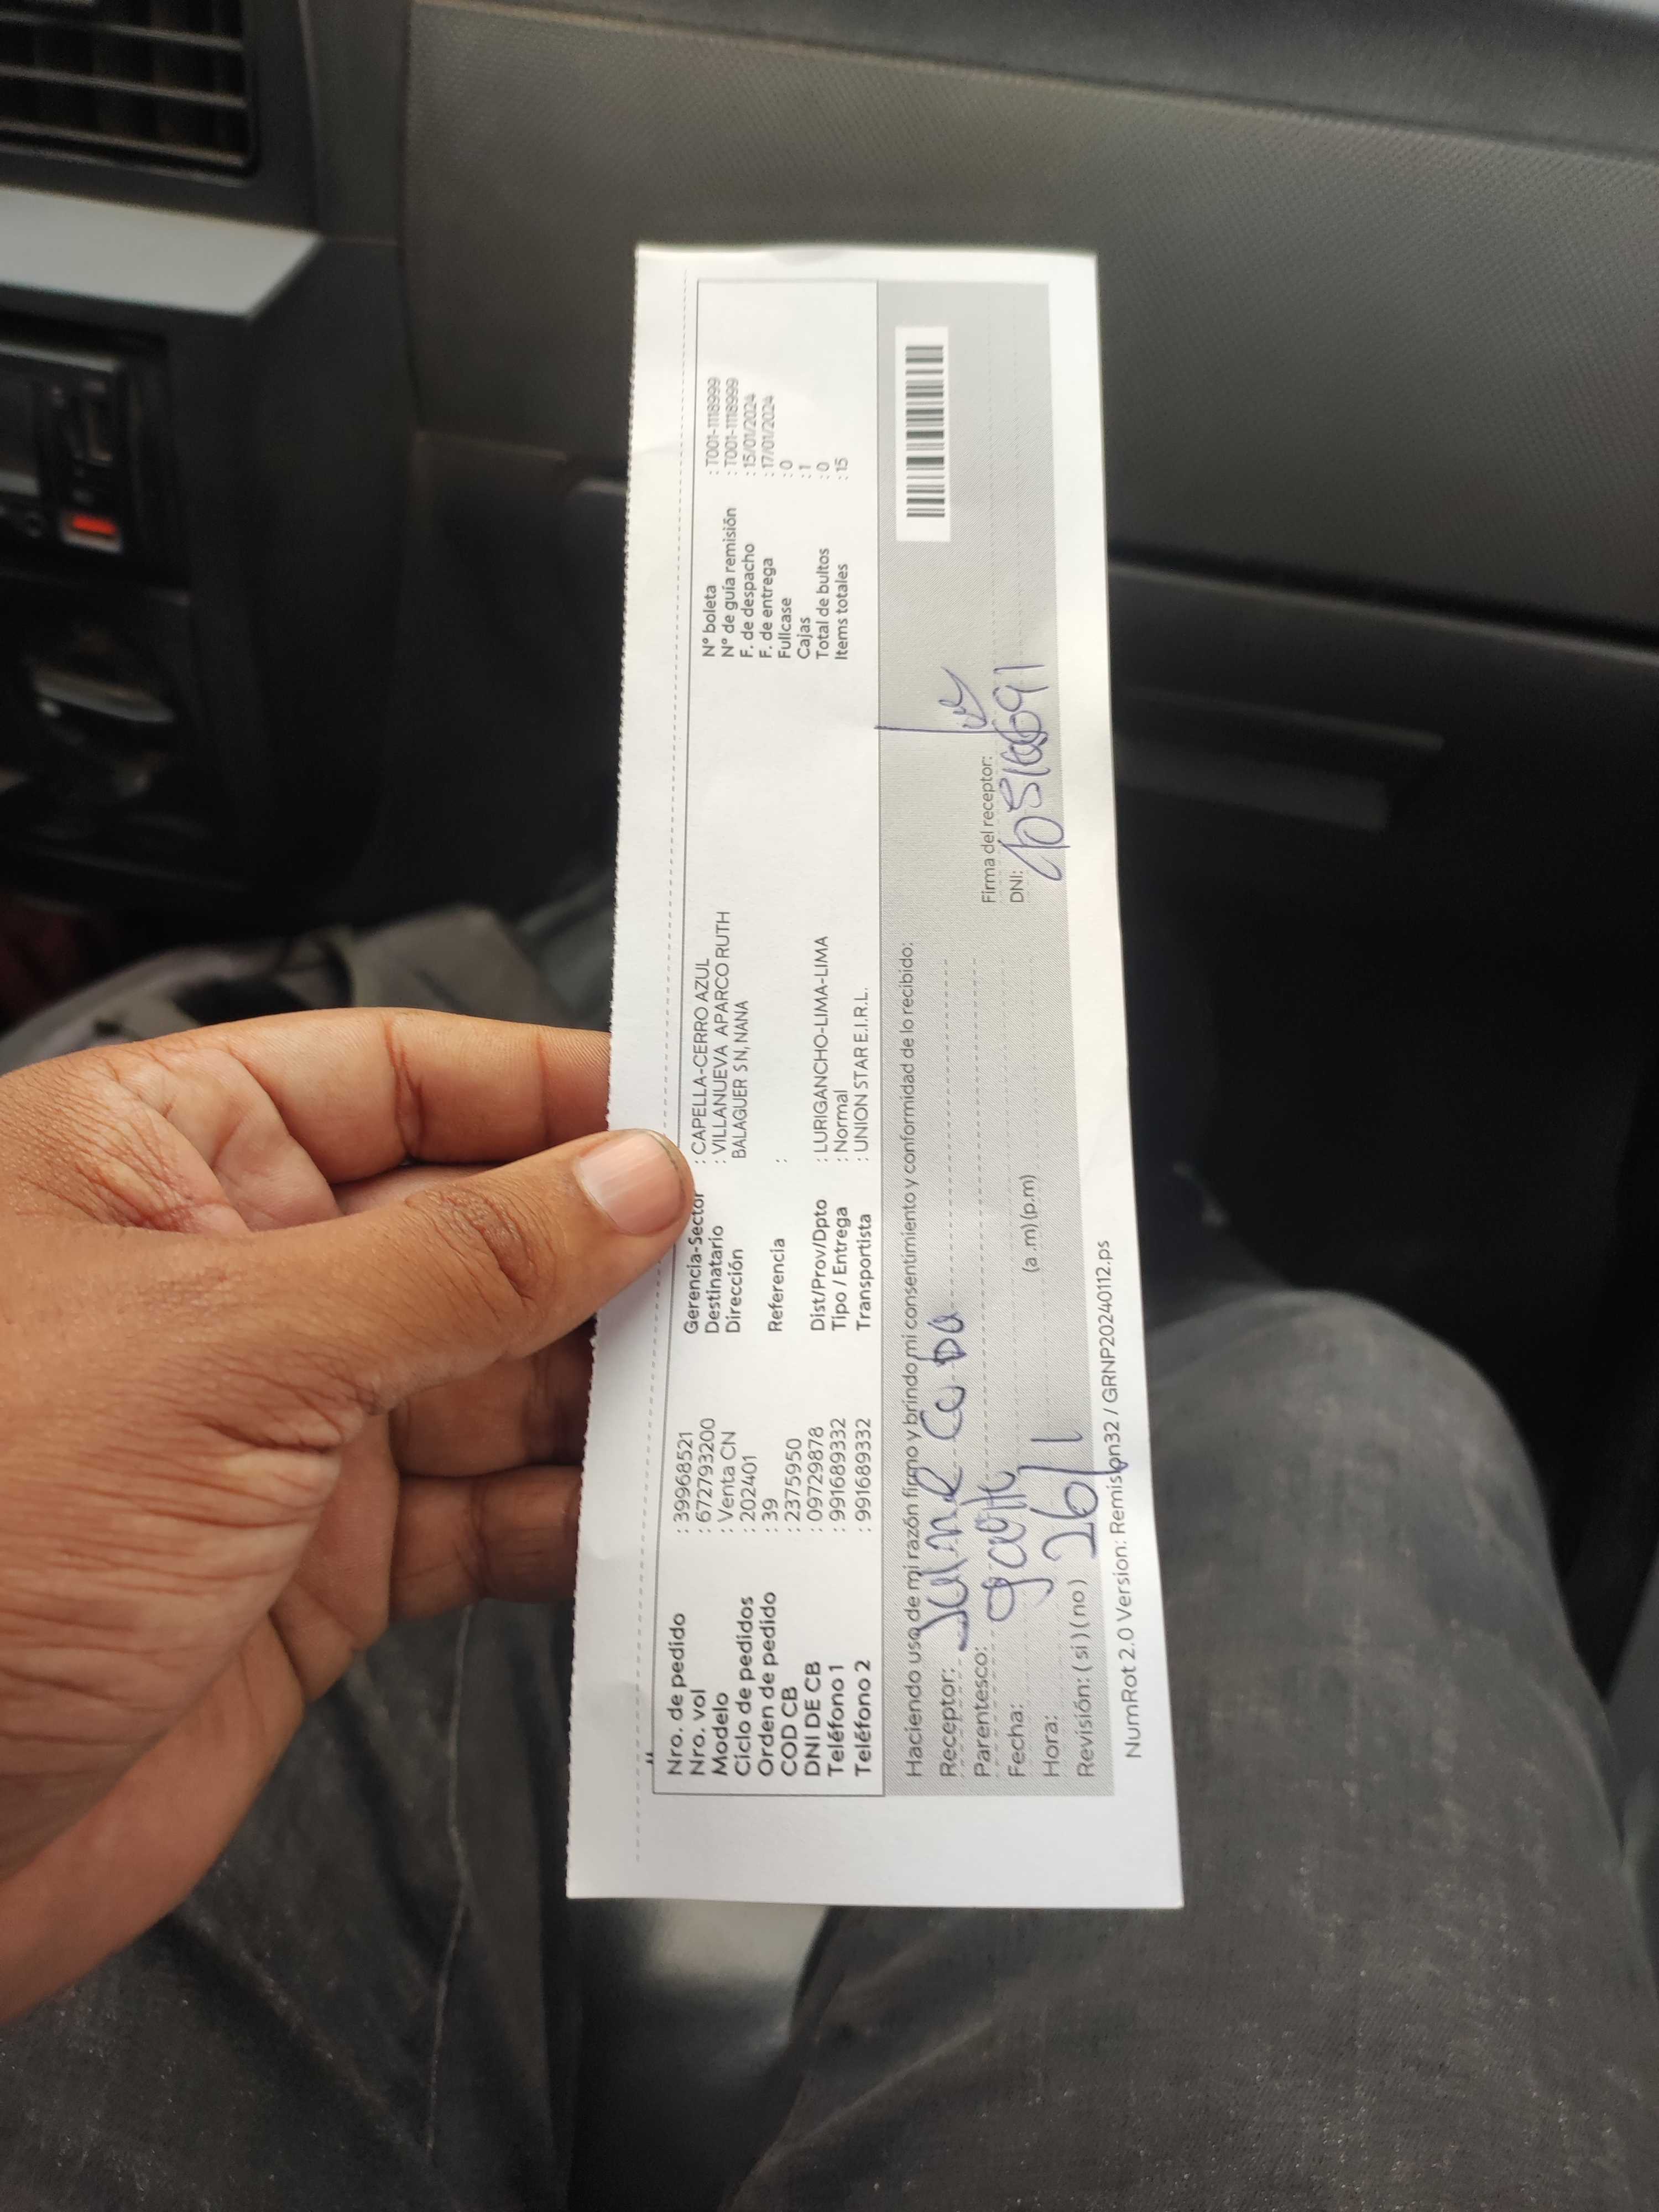 Nro. de pedido : 39968521
Nro. vol : 672793200
Modelo : Venta CN
Ciclo de pedidos : 202401
Orden de pedido : 39
COD CB : 2375950
DNI DE CB : 09729878
Teléfono 1 : 991689332
Teléfono 2 : 991689332
Gerencia-Sector : CAPELLA-CERRO AZUL
Destinatario : VILLANUEVA APARCO RUTH
Dirección BALAGUER S N, NANA
Referencia :
Dist/Prov/Dpto : LURIGANCHO-LIMA-LIMA
Tipo / Entrega : Normal
Transportista : UNION STAR E.I.R.L.
N° boleta : T001-1118999
N° de guía remisión : T001-1118999
F. de despacho : 15/01/2024
F. de entrega : 17/01/2024
Fullcase : 0
Cajas : 1
Total de bultos : 0
Items totales : 15
Haciendo uso de mi razón firmo y brindo mi consentimiento y conformidad de lo recibido:
Receptor:
Parentesco:
Fecha:
Hora: (a.m) (p.m)
Revisión: ( si ) ( no )
Firma del receptor:
DNI:
NumRot 2.0 Version: Remision32 / GRNP20240112.ps